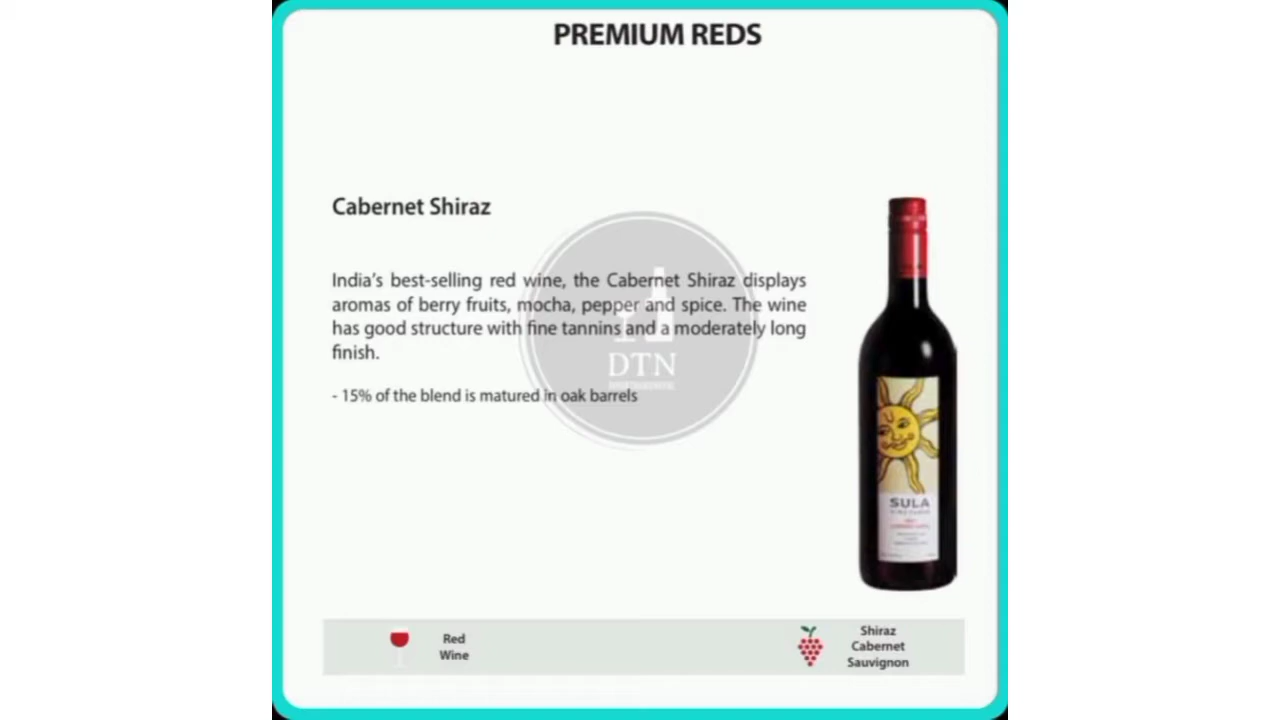 PREMIUM REDS
Cabernet Shiraz
India's best-selling red wine, the Cabernet Shiraz displays
aromas of berry fruits, mocha, pepper and spice. The wine
has good structure with fine tannins and a moderately long
finish.
DTN
- 15% of the blend is matured in oak barrels
SULA
Red
Wine
Shiraz
Cabernet
Sauvignon